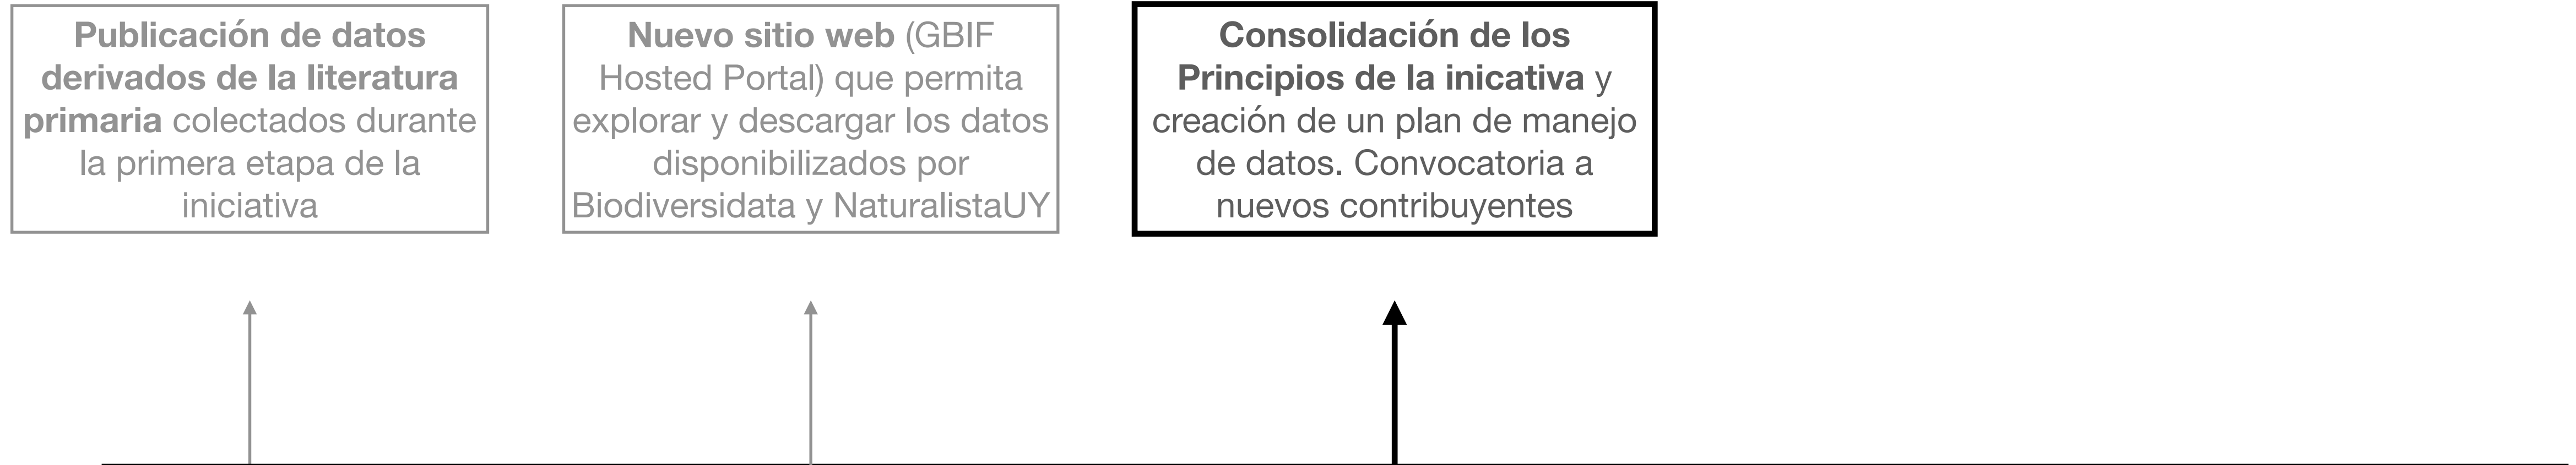 Publicación de datos
derivados de la literatura
primaria colectados durante
la primera etapa de la
iniciativa
Nuevo sitio web (GBIF
Hosted Portal) que permita
explorar y descargar los datos
disponibilizados por
Biodiversidata y NaturalistaUY
Consolidación de los
Principios de la inicativa y
creación de un plan de manejo
de datos. Convocatoria a
nuevos contribuyentes